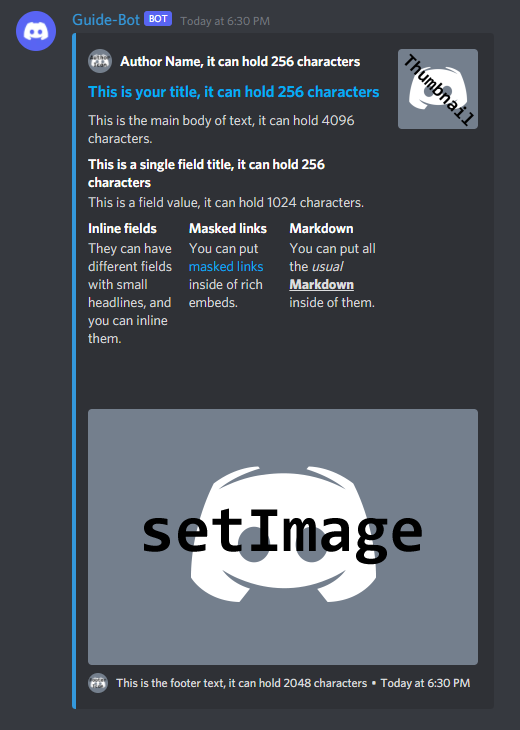 Guide-Bot BOT Today at 6:30 PM
Author Name, it can hold 256 characters
Thumbnail
This is your title, it can hold 256 characters
This is the main body of text, it can hold 4096
characters.
This is a single field title, it can hold 256
characters
This is a field value, it can hold 1024 characters.
Inline fields
They can have
different fields
with small
headlines, and
you can inline
them.
Masked links
You can put
masked links
inside of rich
embeds.
Markdown
You can put all
the usual
Markdown
inside of them.
setImage
This is the footer text, it can hold 2048 characters • Today at 6:30 PM